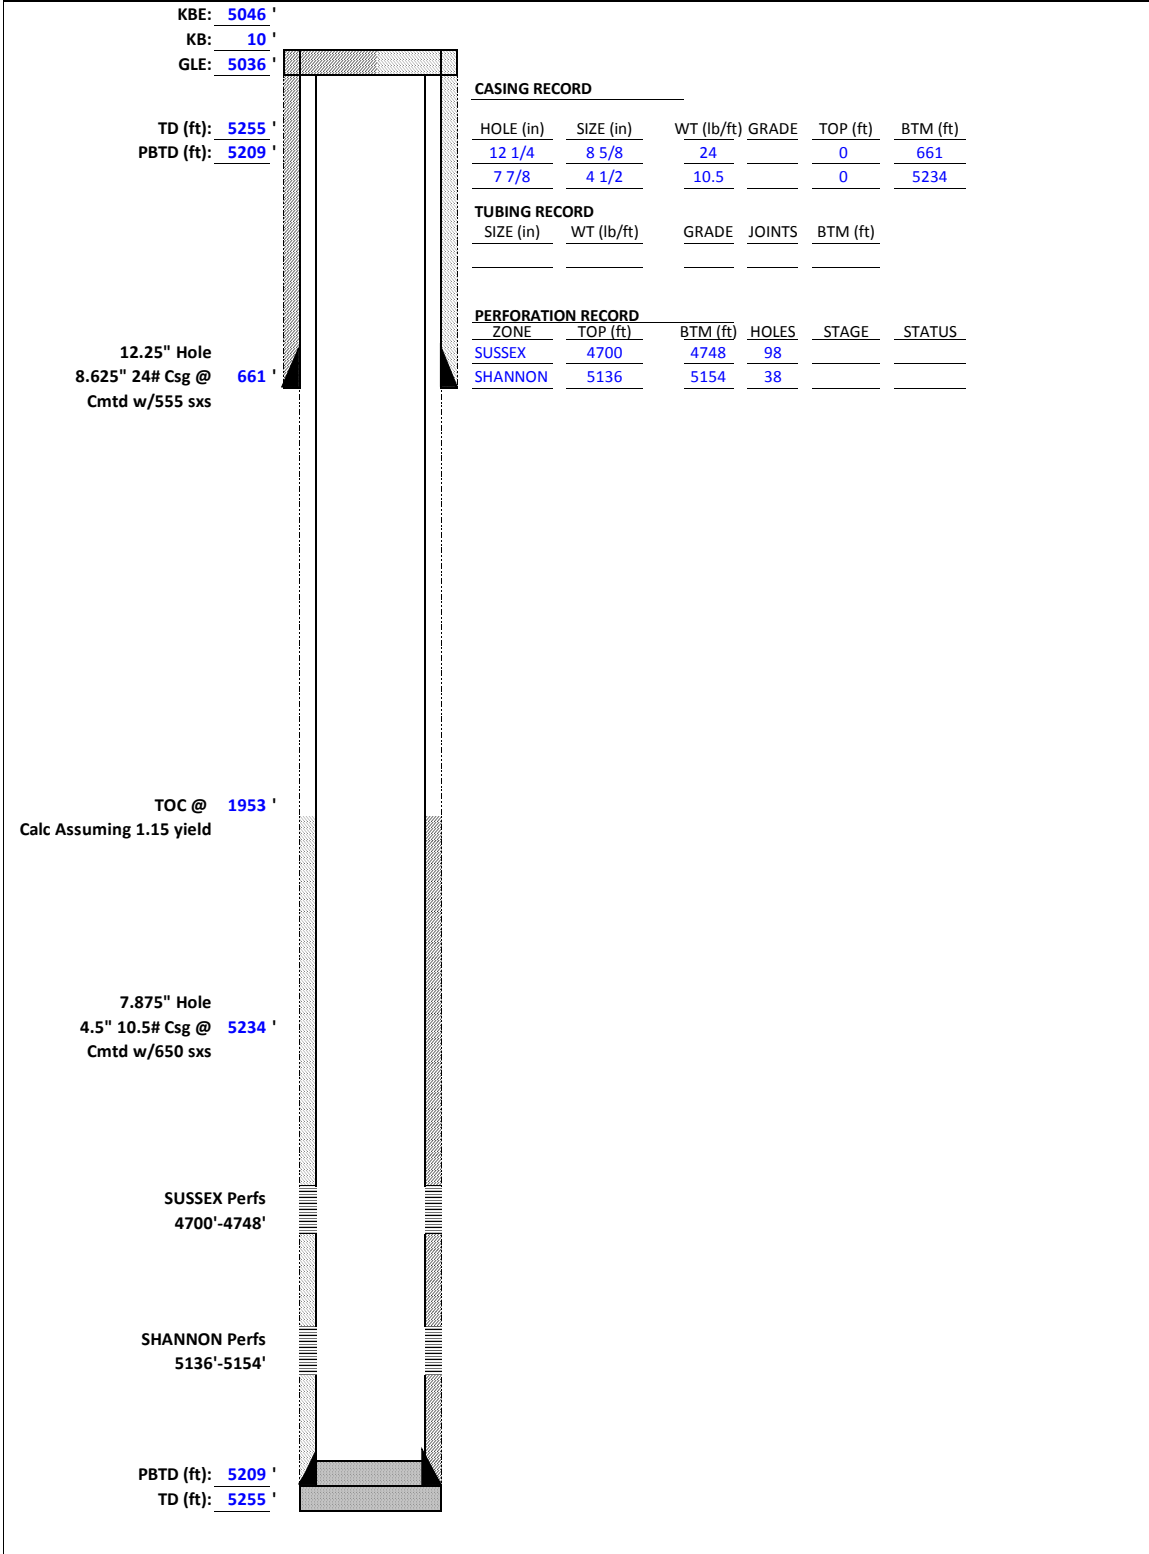 KBE: 5046 '
KB: 10 '
GLE: 5036 '
CASING RECORD
TD (ft): 5255 '
HOLE (in) SIZE (in) WT (lb/ft) GRADE TOP (ft) BTM (ft)
PBTD (ft): 5209 '
12 1/4 8 5/8 24 0 661
7 7/8 4 1/2 10.5 0 5234
TUBING RECORD
SIZE (in) WT (lb/ft) GRADE JOINTS BTM (ft)
PERFORATION RECORD
ZONE TOP (ft) BTM (ft) HOLES STAGE STATUS
12.25" Hole
SUSSEX 4700 4748 98
8.625" 24# Csg @ 661 '
SHANNON 5136 5154 38
Cmtd w/555 sxs
TOC @ 1953 '
Calc Assuming 1.15 yield
7.875" Hole
4.5" 10.5# Csg @ 5234 '
Cmtd w/650 sxs
SUSSEX Perfs
4700'-4748'
SHANNON Perfs
5136'-5154'
PBTD (ft): 5209 '
TD (ft): 5255 '